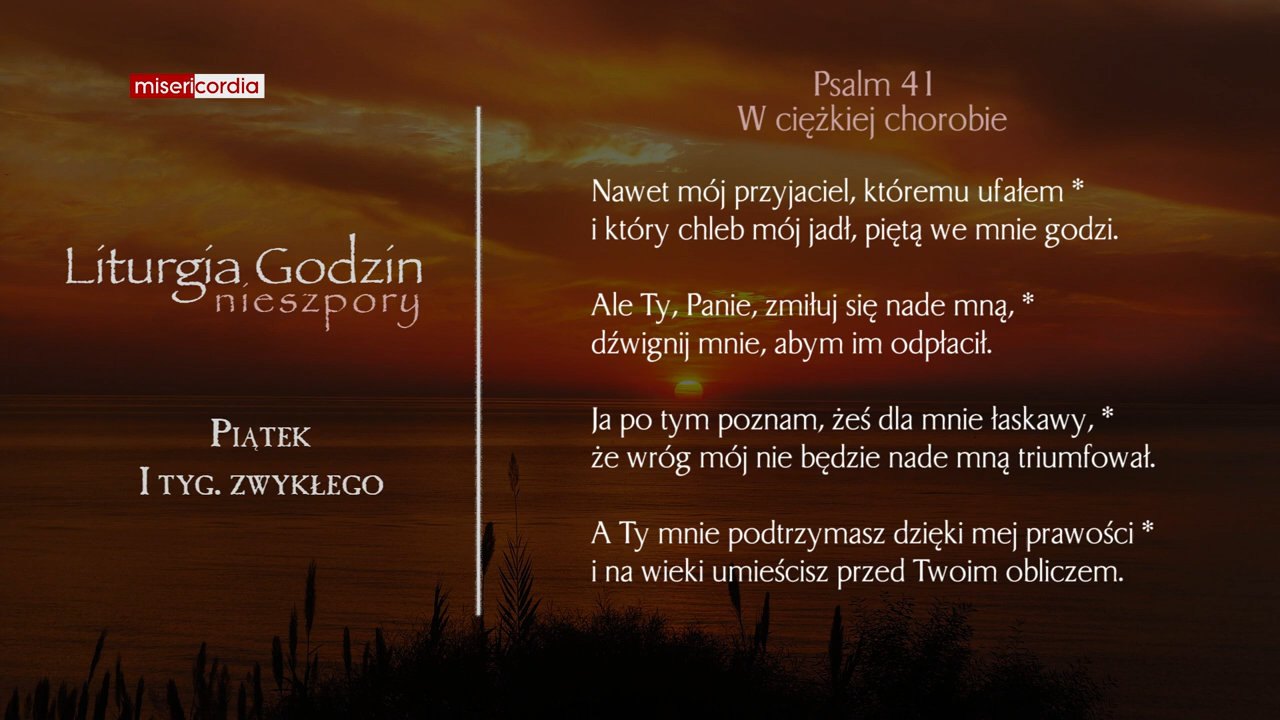 misericordia
Liturgia Godzin
nieszpory
Piątek
I tyg. zwykłego
Psalm 41
W ciężkiej chorobie
Nawet mój przyjaciel, któremu ufałem *
i który chleb mój jadł, piętą we mnie godzi.
Ale Ty, Panie, zmiłuj się nade mną, *
dźwignij mnie, abym im odpłacił.
Ja po tym poznam, żeś dla mnie łaskawy, *
że wróg mój nie będzie nade mną triumfował.
A Ty mnie podtrzymasz dzięki mej prawości *
i na wieki umieścisz przed Twoim obliczem.